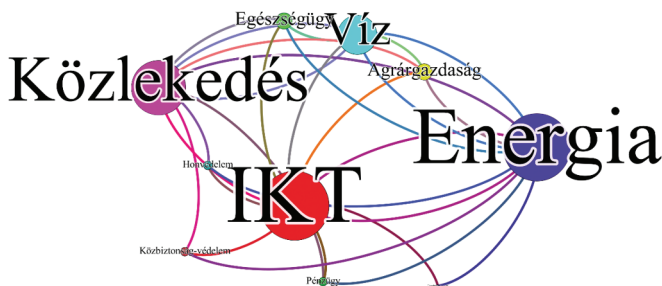 Egészségügy
Víz
Agrárgazdaság
Közlekedés
Energia
Honvédelem
IKT
Közbiztonság-védelem
Pénzügy